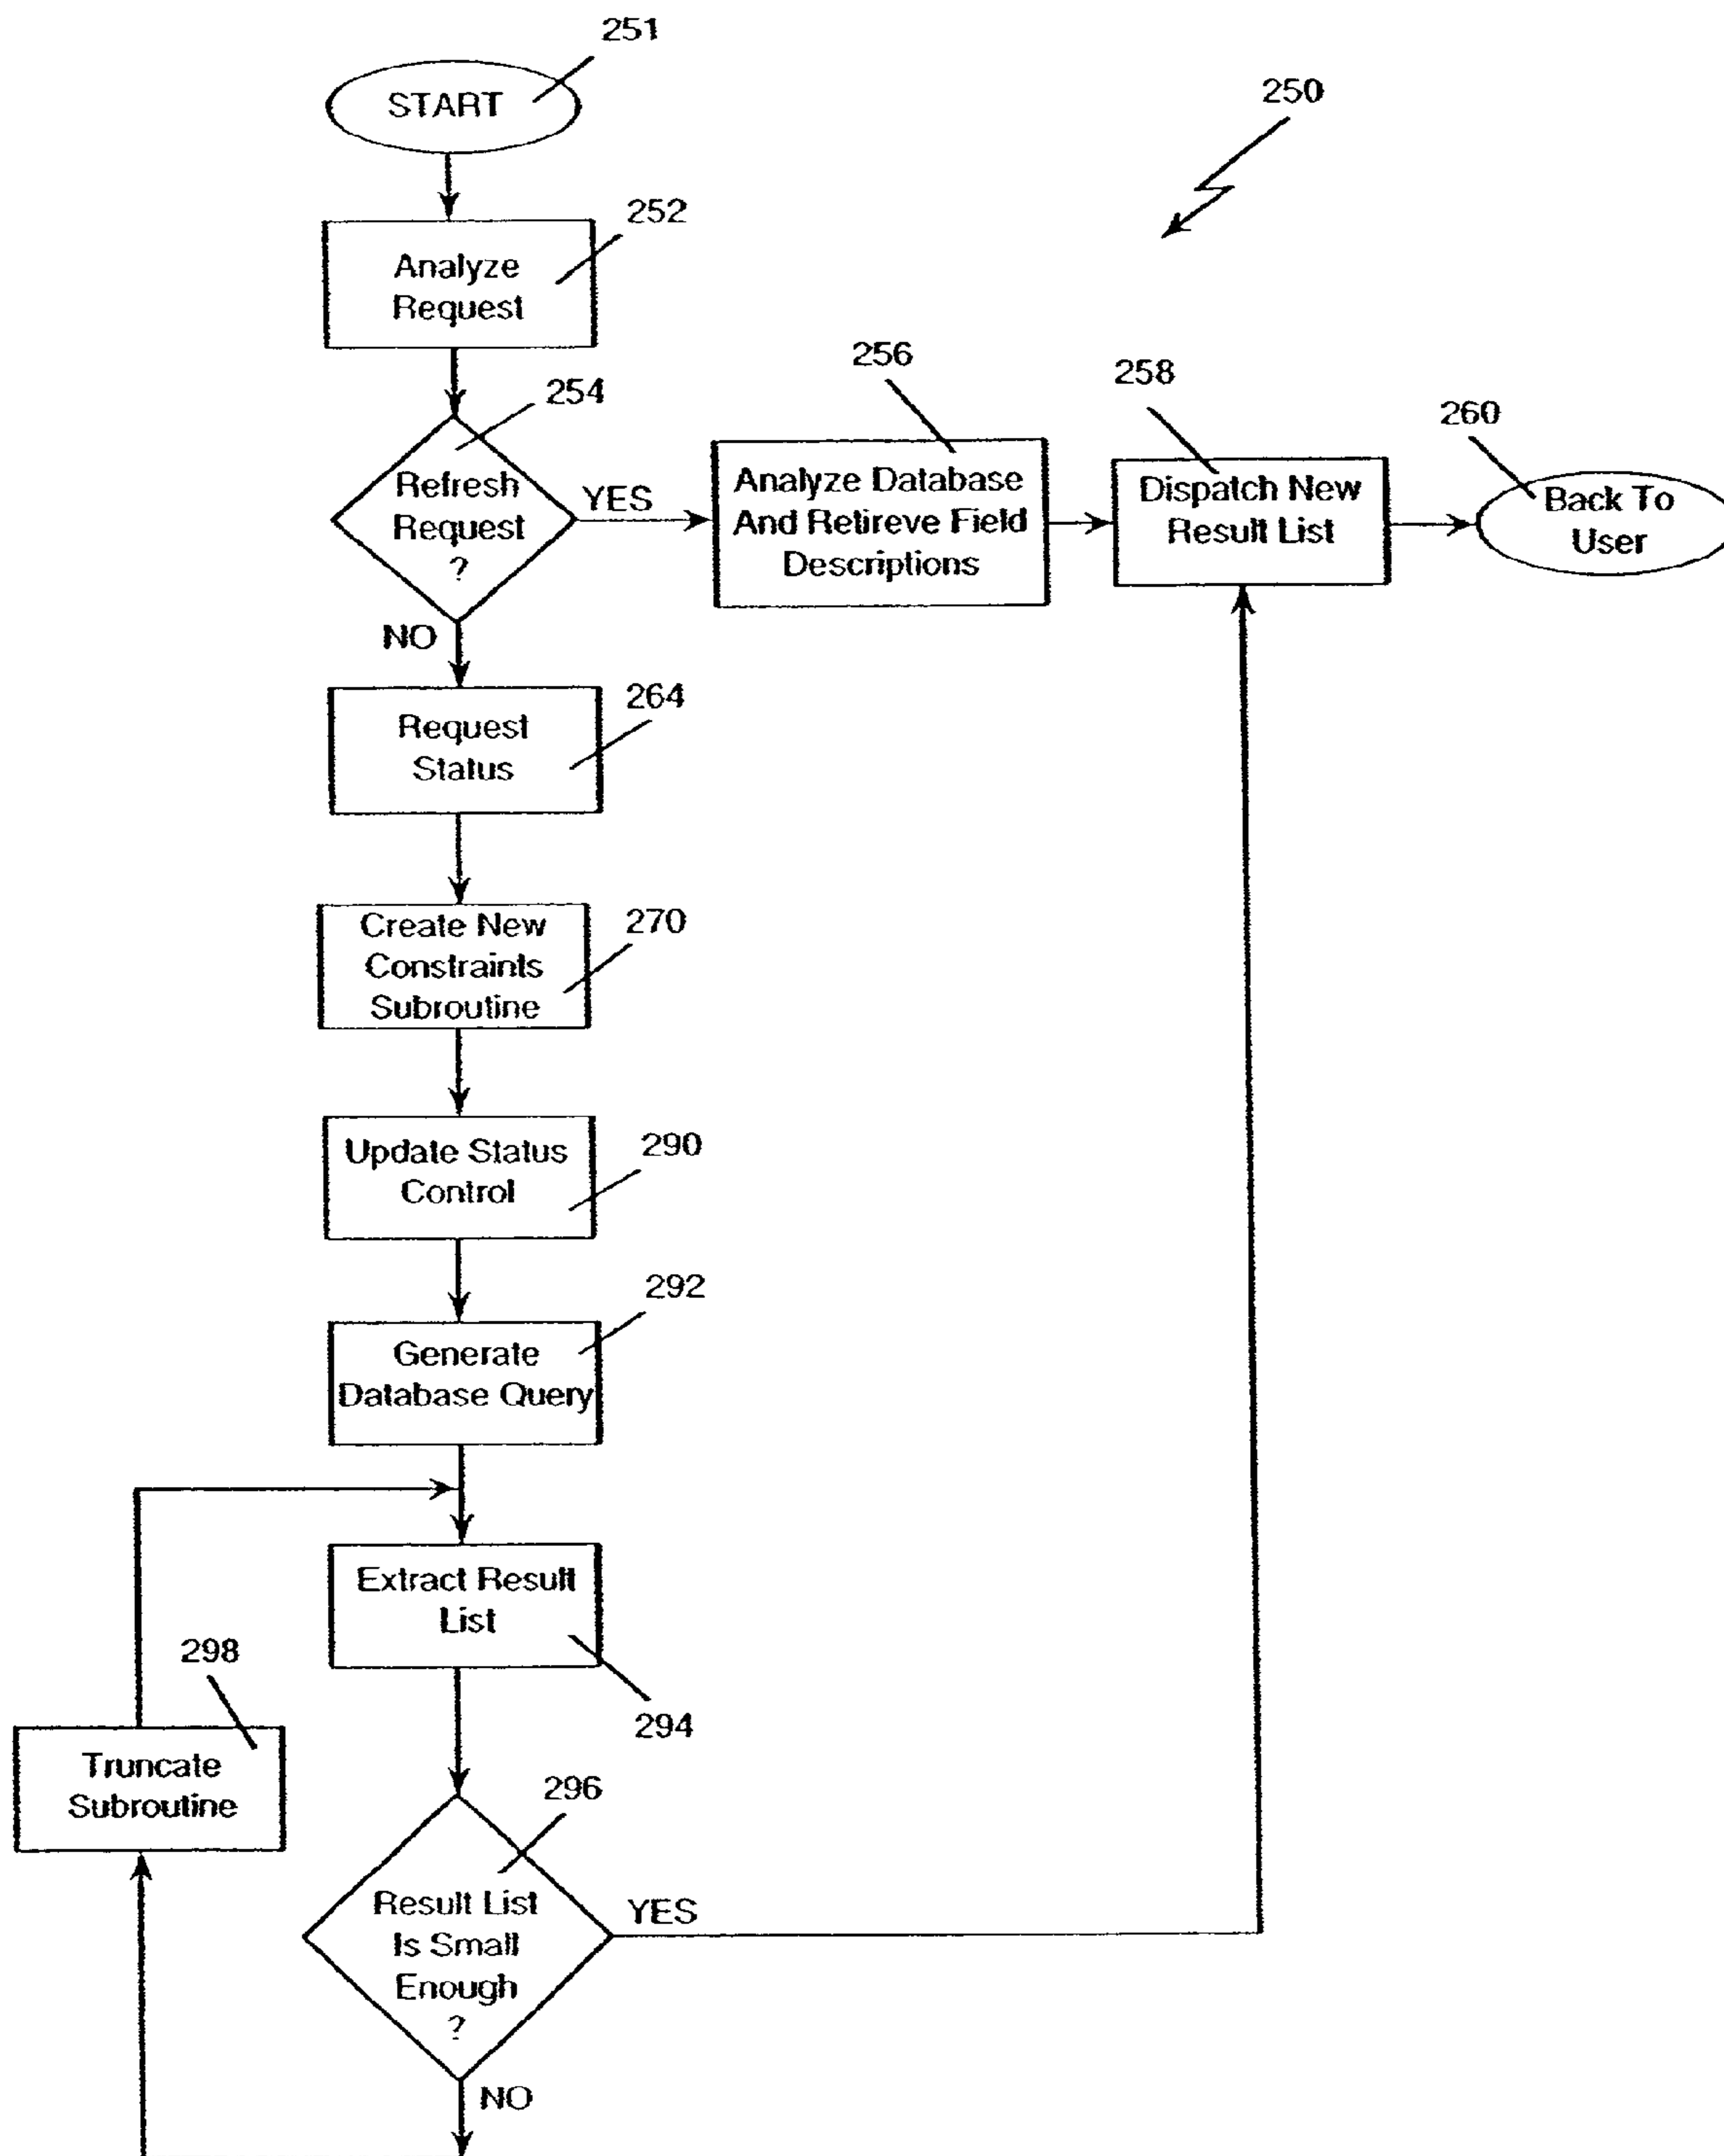 251
START
250
252
Analyze
Request
254
Refresh
Request
?
YES
NO
256
Analyze Database
And Retireve Field
Descriptions
258
Dispatch New
Result List
260
Back To
User
264
Request
Status
270
Create New
Constraints
Subroutine
290
Update Status
Control
292
Generate
Database Query
Extract Result
List
294
298
Truncate
Subroutine
296
Result List
Is Small
Enough
?
YES
NO